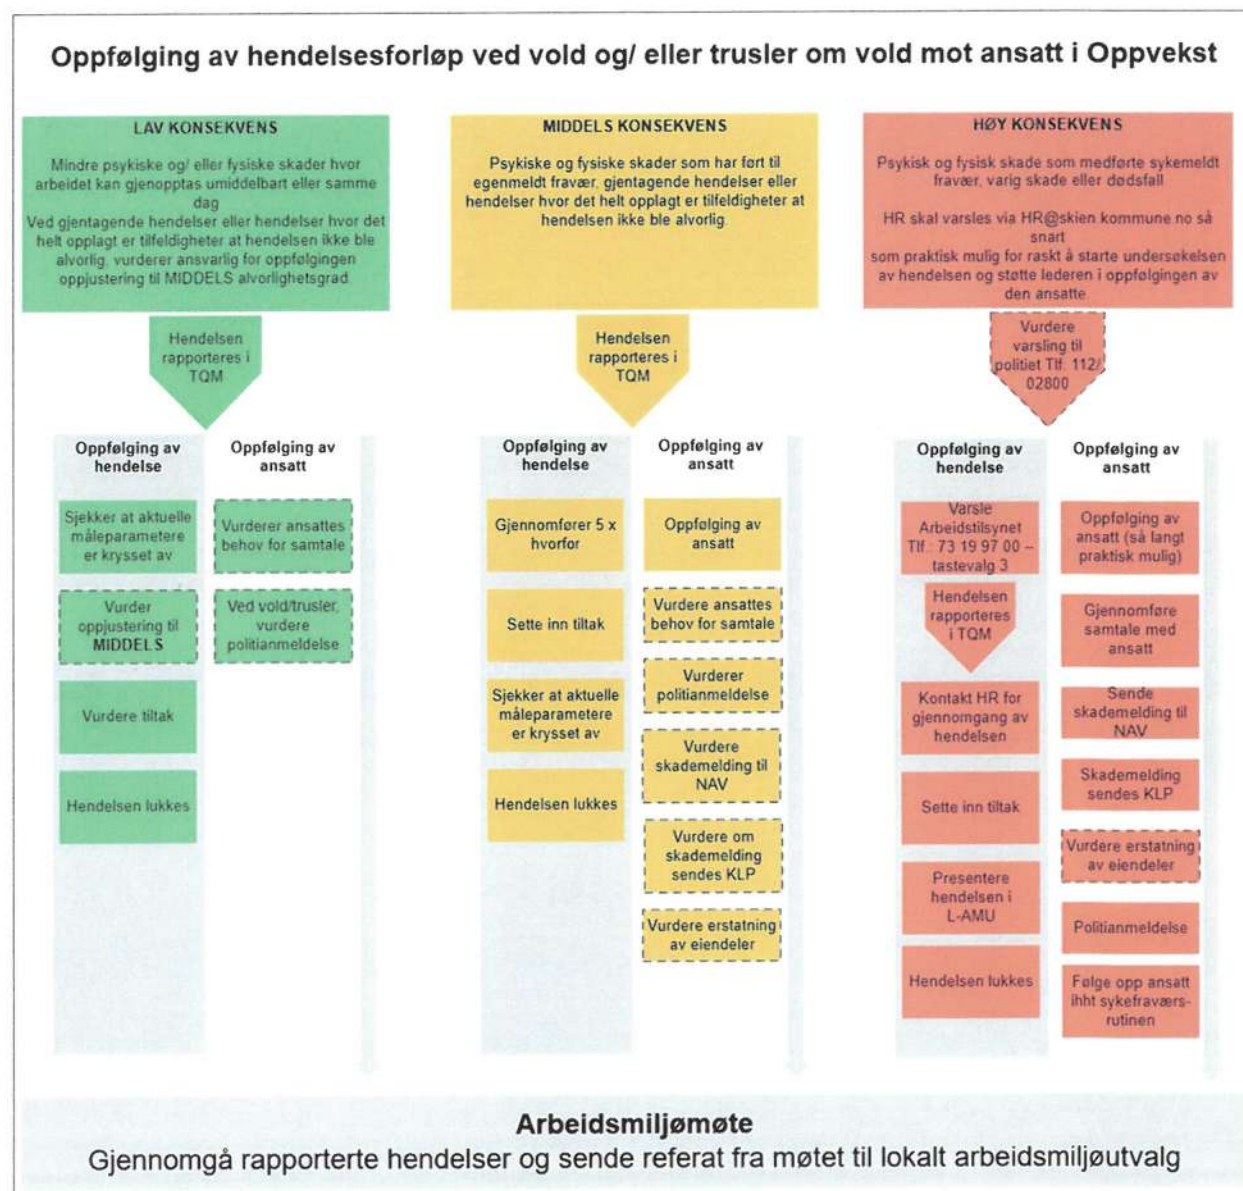 Oppfølging av hendelsesforløp ved vold og/ eller trusler om vold mot ansatt i Oppvekst
LAV KONSEKVENS
Mindre psykiske og/ eller fysiske skader hvor
arbeidet kan gjenopptas umiddelbart eller samme
dag
Ved gjentagende hendelser eller hendelser hvor det
helt opplagt er tilfeldigheter at hendelsen ikke ble
alvorlig, vurderer ansvarlig for oppfølgingen
oppjustering til MIDDELS alvorlighetsgrad.
Hendelsen
rapporteres i
TQM
Oppfølging av
hendelse
Sjekker at aktuelle
måleparametere
er krysset av
Vurder
oppjustering til
MIDDELS
Vurdere tiltak
Hendelsen lukkes
Oppfølging av
ansatt
Vurderer ansattes
behov for samtale
Ved vold/trusler,
vurdere
politianmeldelse
MIDDELS KONSEKVENS
Psykiske og fysiske skader som har ført til
egenmeldt fravær, gjentagende hendelser eller
hendelser hvor det helt opplagt er tilfeldigheter at
hendelsen ikke ble alvorlig.
Hendelsen
rapporteres i
TQM
Oppfølging av
hendelse
Gjennomfører 5 x
hvorfor
Sette inn tiltak
Sjekker at aktuelle
måleparametere
er krysset av
Hendelsen lukkes
Oppfølging av
ansatt
Oppfølging av
ansatt
Vurdere ansattes
behov for samtale
Vurderer
politianmeldelse
Vurdere
skademelding til
NAV
Vurdere om
skademelding
sendes KLP
Vurdere erstatning
av eiendeler
HØY KONSEKVENS
Psykisk og fysisk skade som medførte sykemeldt
fravær, varig skade eller dødsfall
HR skal varsles via HR@skien kommune no så
snart
som praktisk mulig for raskt å starte undersøkelsen
av hendelsen og støtte lederen i oppfølgingen av
den ansatte.
Vurdere
varsling til
politiet Tlf. 112/
02800
Oppfølging av
hendelse
Varsle
Arbeidstilsynet
Tlf.: 73 19 97 00 –
tastevalg 3
Hendelsen
rapporteres
i TQM
Kontakt HR for
gjennomgang av
hendelsen
Sette inn tiltak
Presentere
hendelsen i
L-AMU
Hendelsen lukkes
Oppfølging av
ansatt
Oppfølging av
ansatt (så langt
praktisk mulig)
Gjennomføre
samtale med
ansatt
Sende
skademelding til
NAV
Skademelding
sendes KLP
Vurdere erstatning
av eiendeler
Politianmeldelse
Følge opp ansatt
ihht sykefraværs-
rutinen
Arbeidsmiljømøte
Gjennomgå rapporterte hendelser og sende referat fra møtet til lokalt arbeidsmiljøutvalg